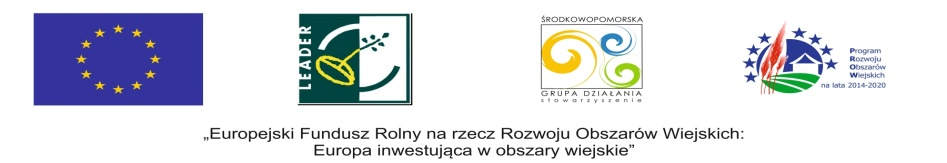 LEADER
ŚRODKOWOPOMORSKA
GRUPA DZIAŁANIA
stowarzyszenie
Program
Rozwoju
Obszarów
Wiejskich
na lata 2014-2020
„Europejski Fundusz Rolny na rzecz Rozwoju Obszarów Wiejskich:
Europa inwestująca w obszary wiejskie”